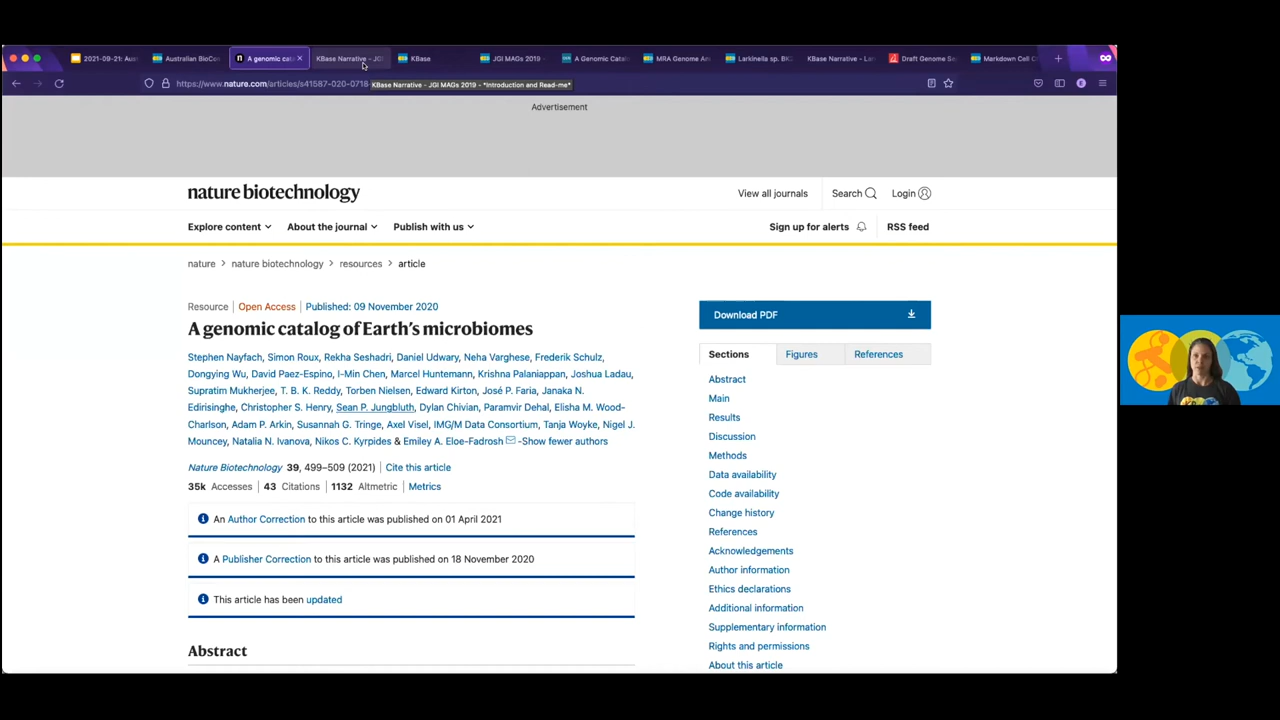 2021-09-21: Aus
Australian BioCom
A genomic cat
KBase Narrative - JGI
KBase
JGI MAGs 2019 -
A Genomic Catalo
MRA Genome An
Larkinella sp. BK
KBase Narrative - Lar
Draft Genome Se
Markdown Cell C
https://www.nature.com/articles/s41587-020-0718
KBase Narrative - JGI MAGs 2019 - *Introduction and Read-me*
Advertisement
nature biotechnology
View all journals
Search
Login
Explore content
About the journal
Publish with us
Sign up for alerts
RSS feed
nature > nature biotechnology > resources > article
Resource | Open Access | Published: 09 November 2020
A genomic catalog of Earth's microbiomes
Stephen Nayfach, Simon Roux, Rekha Seshadri, Daniel Udwary, Neha Varghese, Frederik Schulz,
Dongying Wu, David Paez-Espino, I-Min Chen, Marcel Huntemann, Krishna Palaniappan, Joshua Ladau,
Supratim Mukherjee, T. B. K. Reddy, Torben Nielsen, Edward Kirton, José P. Faria, Janaka N.
Edirisinghe, Christopher S. Henry, Sean P. Jungbluth, Dylan Chivian, Paramvir Dehal, Elisha M. Wood-
Charlson, Adam P. Arkin, Susannah G. Tringe, Axel Visel, IMG/M Data Consortium, Tanja Woyke, Nigel J.
Mouncey, Natalia N. Ivanova, Nikos C. Kyrpides & Emiley A. Eloe-Fadrosh -Show fewer authors
Nature Biotechnology 39, 499–509 (2021) | Cite this article
35k Accesses | 43 Citations | 1132 Altmetric | Metrics
An Author Correction to this article was published on 01 April 2021
A Publisher Correction to this article was published on 18 November 2020
This article has been updated
Abstract
Download PDF
Sections
Figures
References
Abstract
Main
Results
Discussion
Methods
Data availability
Code availability
Change history
References
Acknowledgements
Author information
Ethics declarations
Additional information
Supplementary information
Rights and permissions
About this article